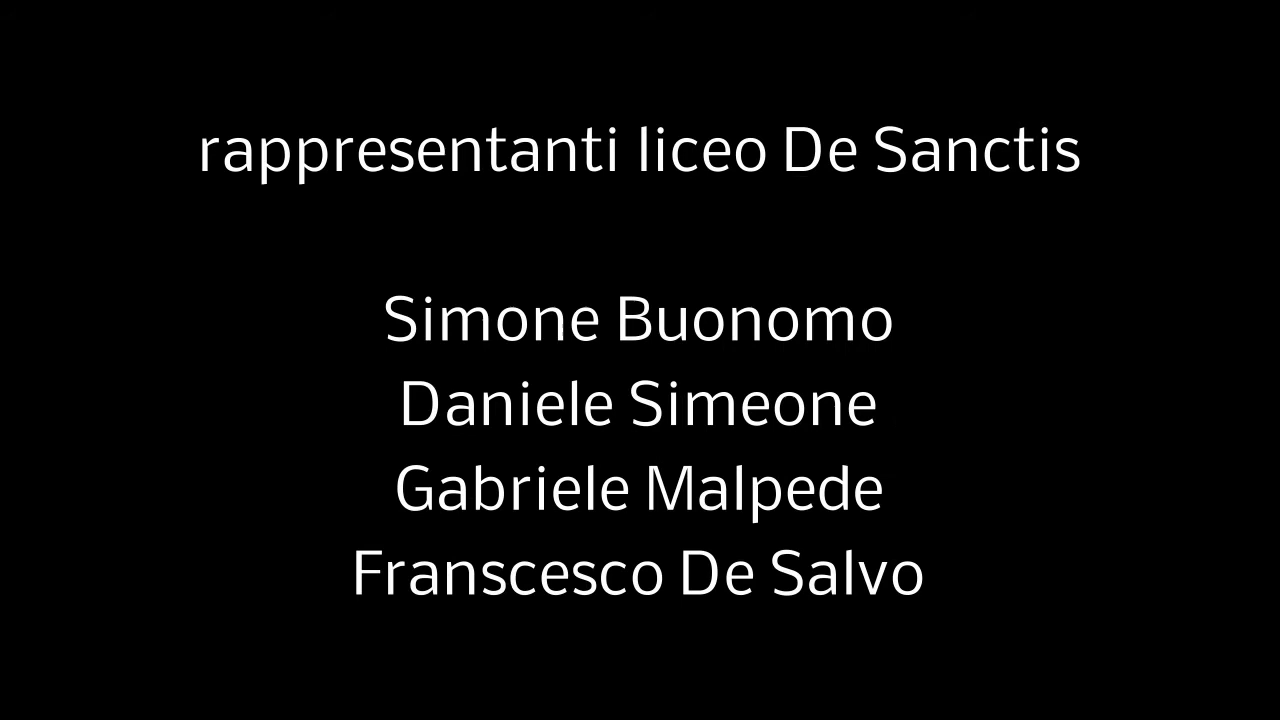 rappresentanti liceo De Sanctis
Simone Buonomo
Daniele Simeone
Gabriele Malpede
Franscesco De Salvo